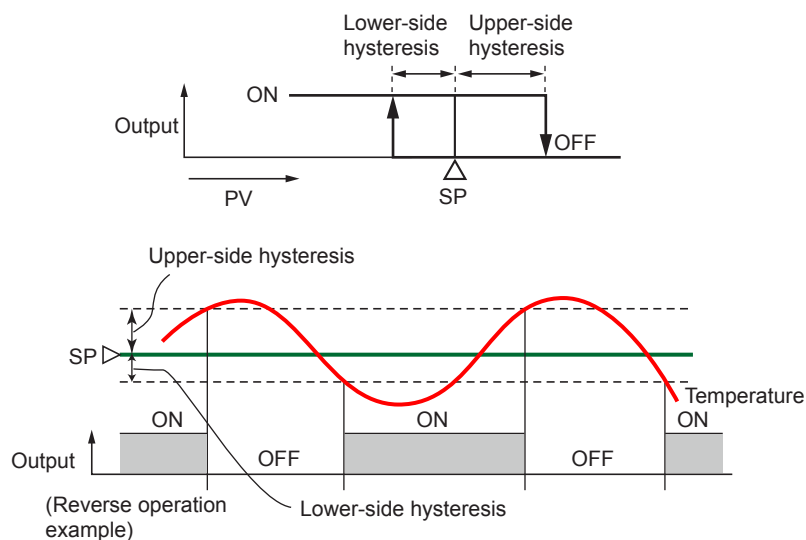 Lower-side
hysteresis
Upper-side
hysteresis
ON
Output
OFF
PV
SP
Upper-side hysteresis
SP
Temperature
ON
ON
ON
Output
OFF
OFF
(Reverse operation
example)
Lower-side hysteresis